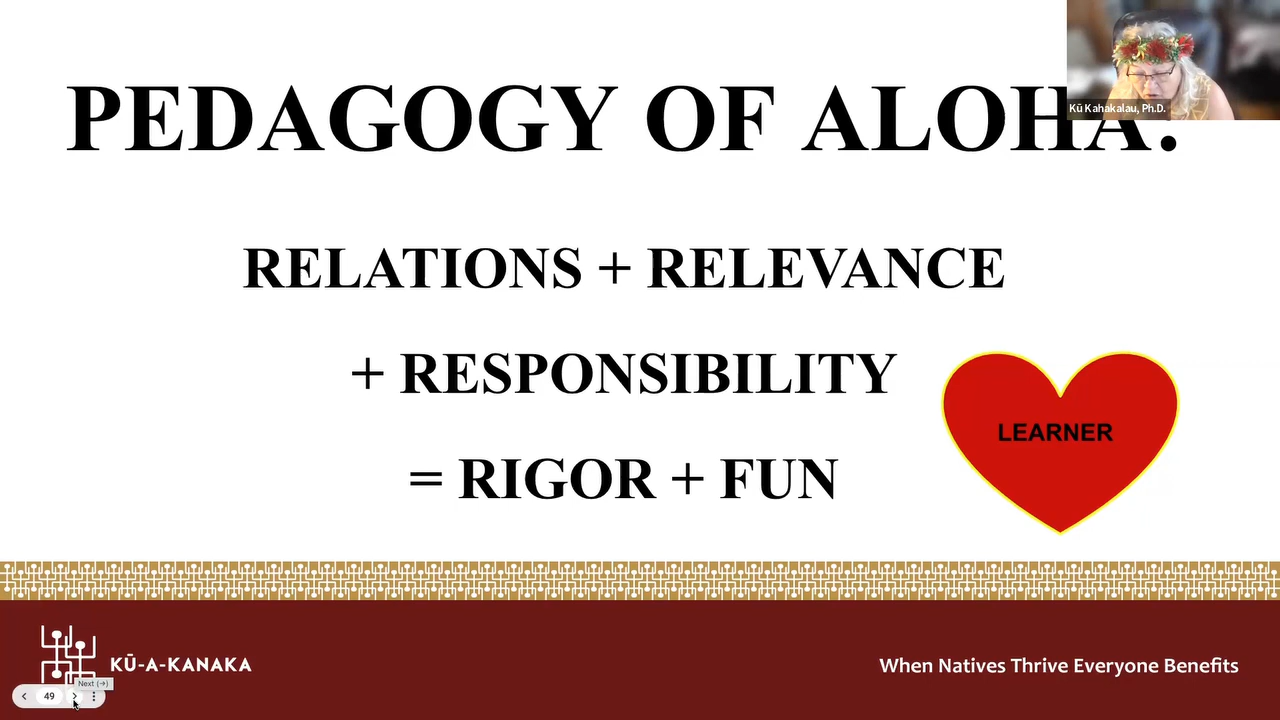 PEDAGOGY OF ALOHA:
Kū Kahakalau, Ph.D.
RELATIONS + RELEVANCE
+ RESPONSIBILITY
= RIGOR + FUN
LEARNER
KŪ-A-KANAKA
When Natives Thrive Everyone Benefits
Next (→)
49